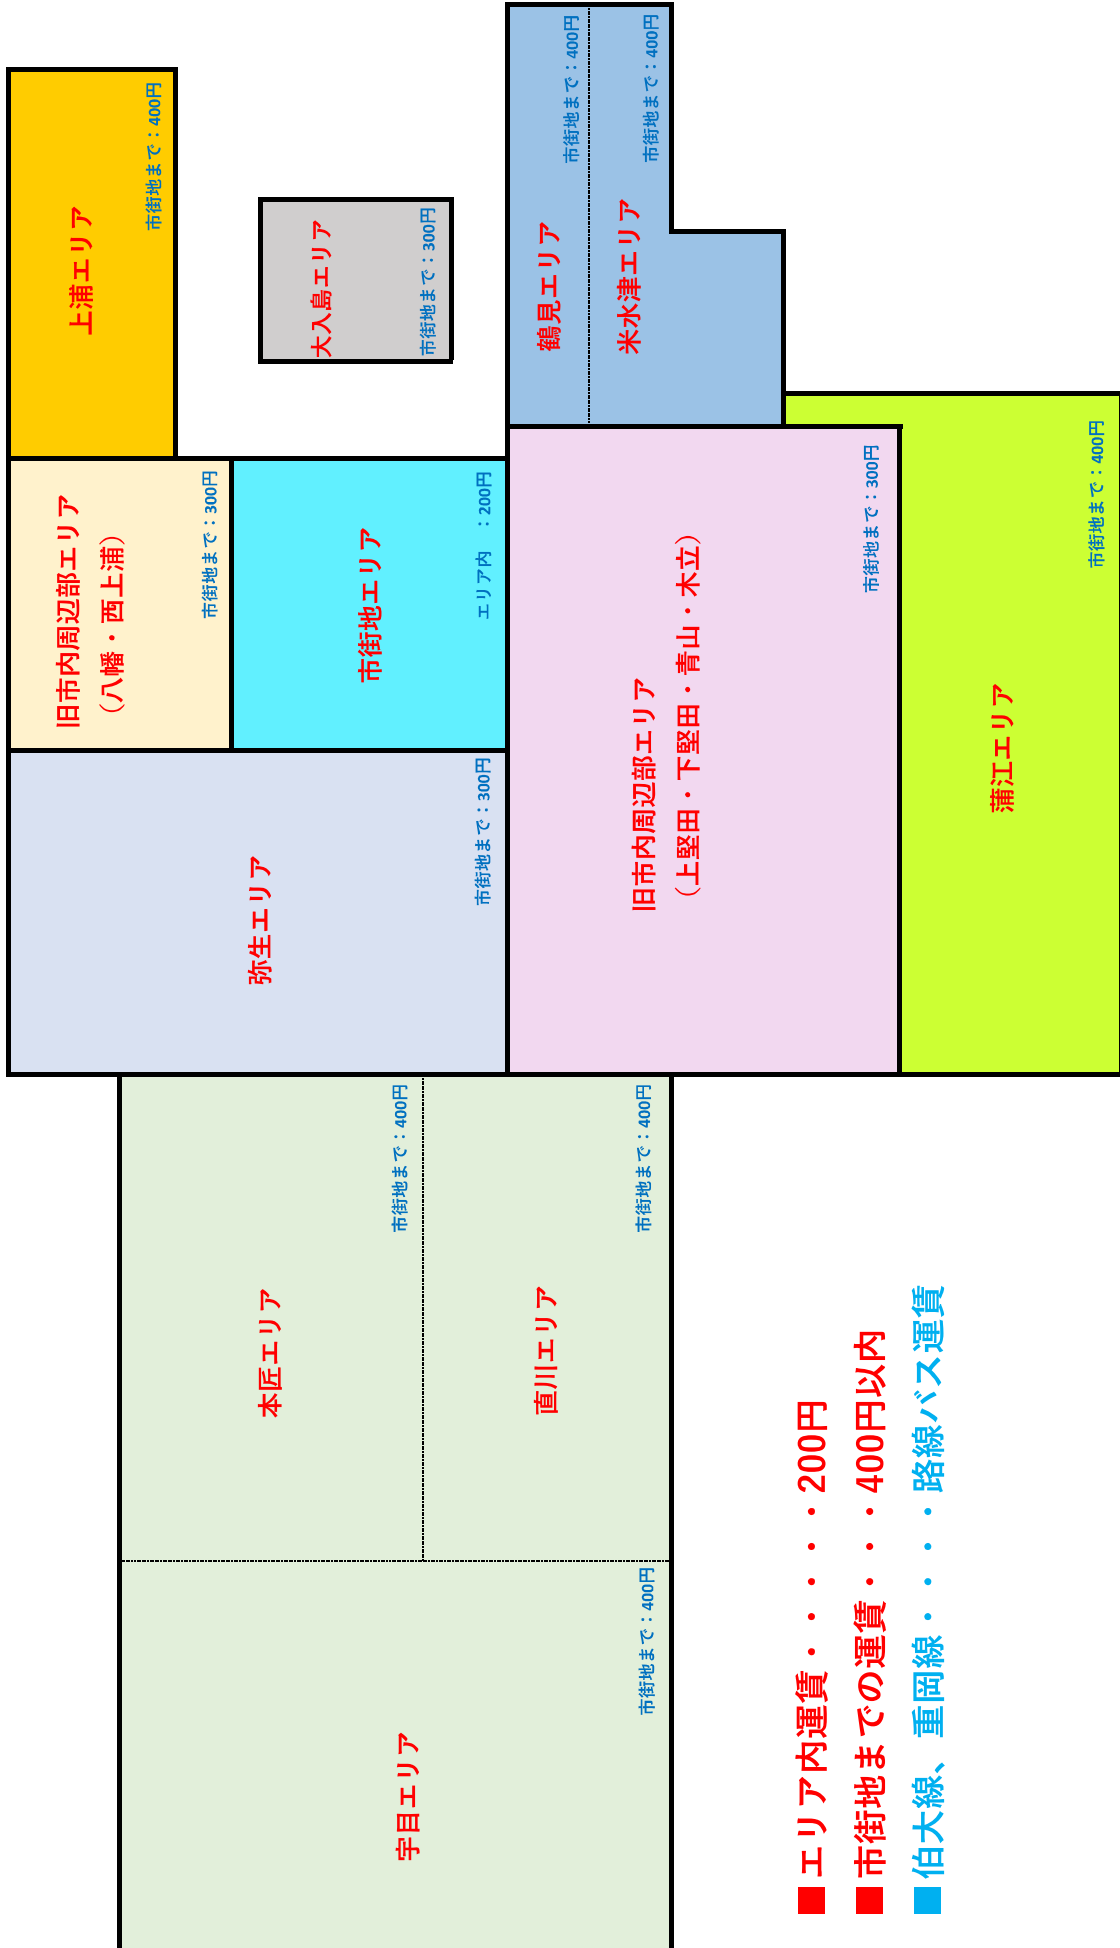 上浦エリア
市街地まで：400円
大入島エリア
市街地まで：300円
鶴見エリア
市街地まで：400円
米水津エリア
市街地まで：400円
旧市内周辺部エリア
（八幡・西上浦）
市街地まで：300円
市街地エリア
エリア内　：200円
弥生エリア
市街地まで：300円
旧市内周辺部エリア
（上堅田・下堅田・青山・木立）
市街地まで：300円
蒲江エリア
市街地まで：400円
本匠エリア
市街地まで：400円
直川エリア
市街地まで：400円
宇目エリア
市街地まで：400円
■エリア内運賃・・・・・200円
■市街地までの運賃・・・400円以内
■伯大線、重岡線・・・・路線バス運賃